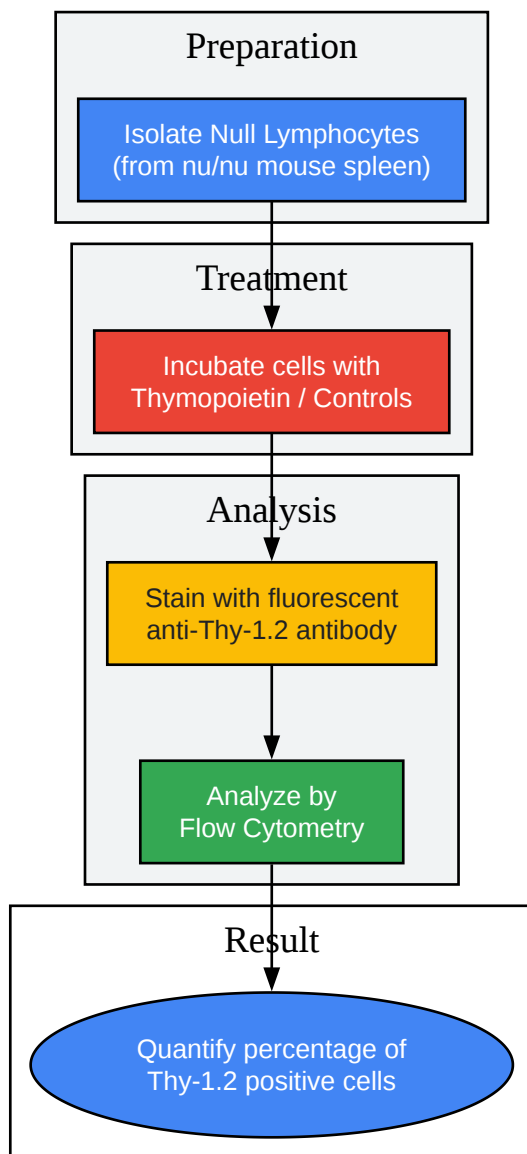 Preparation
Isolate Null Lymphocytes
(from nu/nu mouse spleen)
Treatment
Incubate cells with
Thymopoietin / Controls
Analysis
Stain with fluorescent
anti-Thy-1.2 antibody
Analyze by
Flow Cytometry
Result
Quantify percentage of
Thy-1.2 positive cells